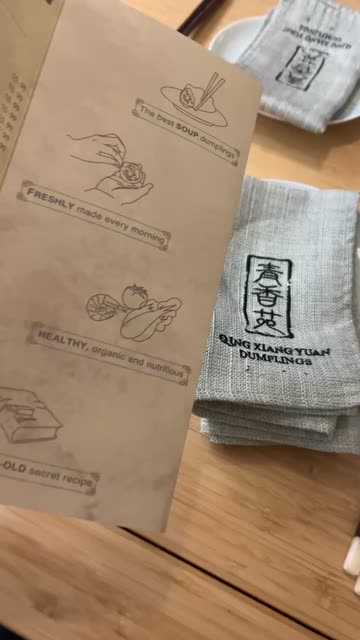 The best SOUP dumplings
FRESHLY made every morning
HEALTHY, organic and nutritious
-OLD secret recipe
青香苑
QING XIANG YUAN
DUMPLINGS